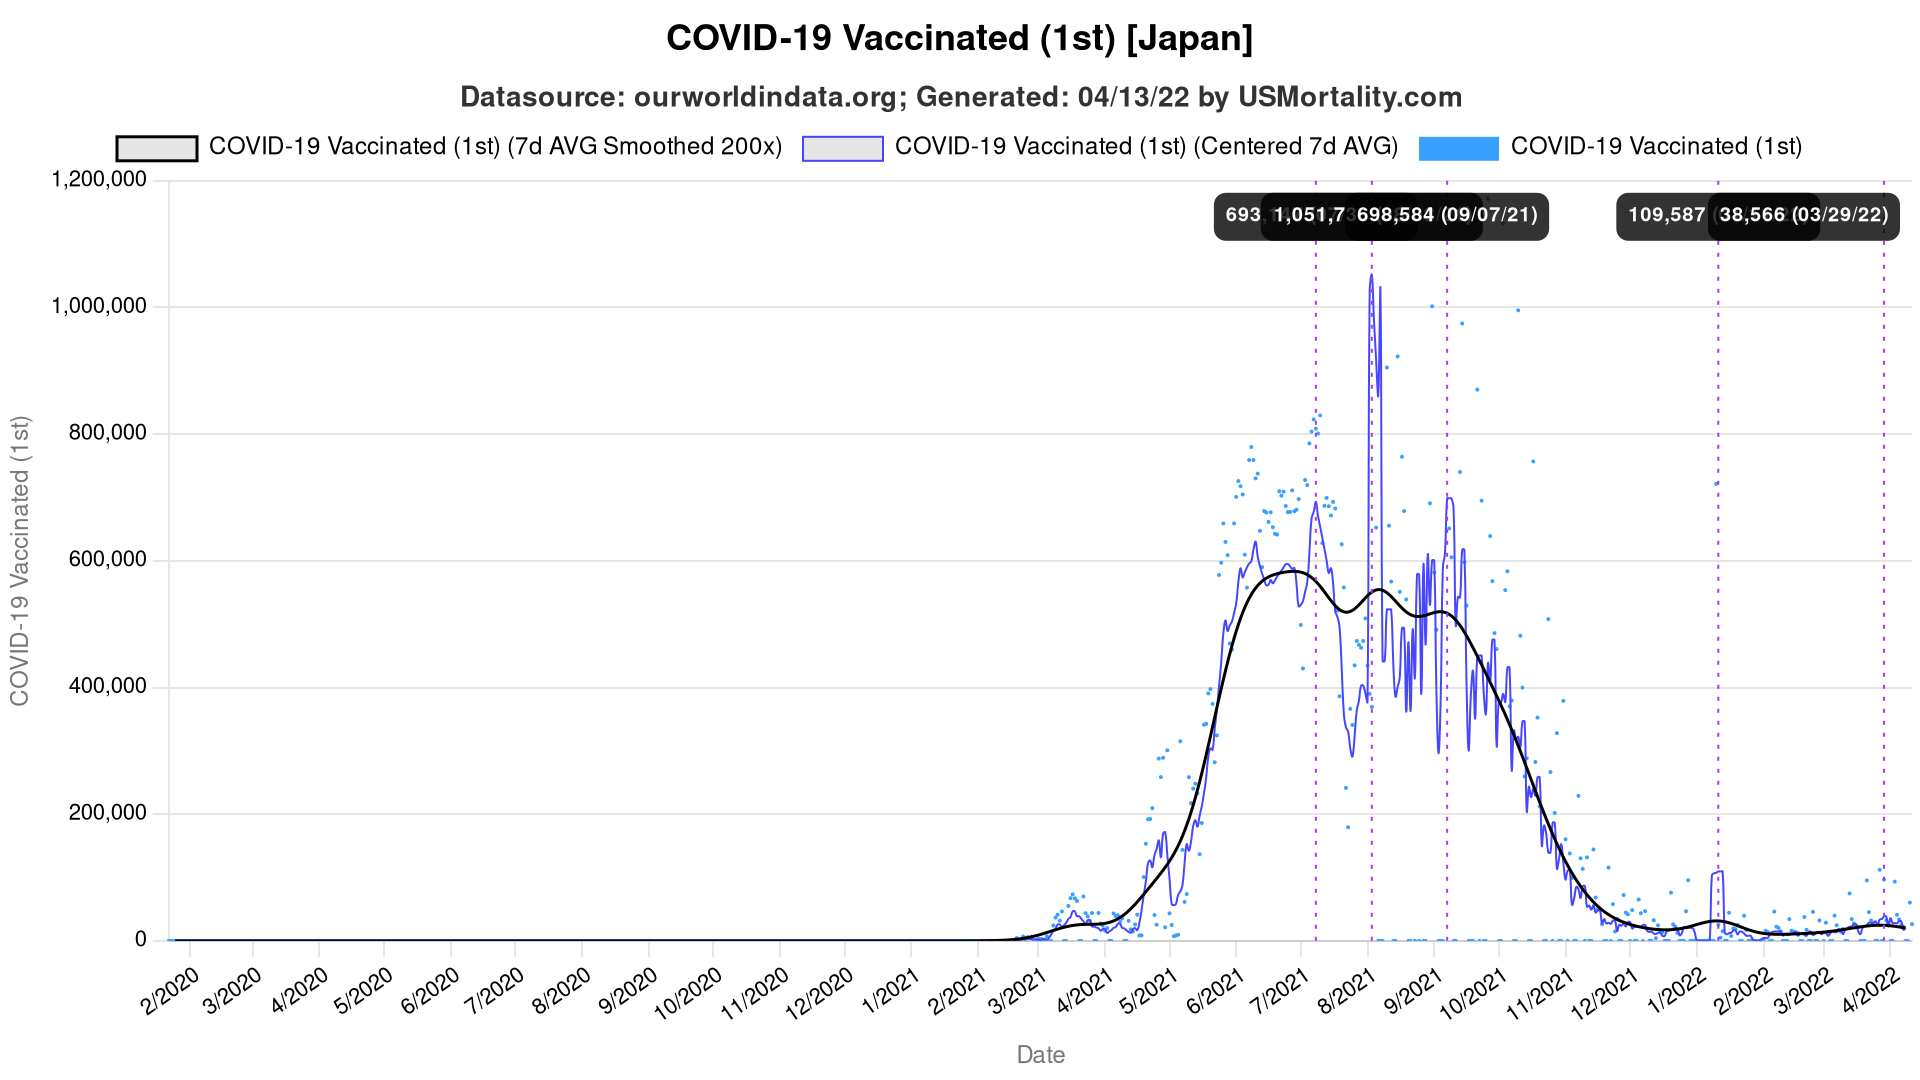 COVID-19 Vaccinated (1st) [Japan]
Datasource: ourworldindata.org; Generated: 04/13/22 by USMortality.com
COVID-19 Vaccinated (1st) (7d AVG Smoothed 200x) COVID-19 Vaccinated (1st) (Centered 7d AVG) COVID-19 Vaccinated (1st)
693, 1,051,7 698,584 (09/07/21) 109,587 38,566 (03/29/22)
1,200,000
1,000,000
800,000
600,000
400,000
200,000
0
COVID-19 Vaccinated (1st)
2/2020 3/2020 4/2020 5/2020 6/2020 7/2020 8/2020 9/2020 10/2020 11/2020 12/2020 1/2021 2/2021 3/2021 4/2021 5/2021 6/2021 7/2021 8/2021 9/2021 10/2021 11/2021 12/2021 1/2022 2/2022 3/2022 4/2022
Date